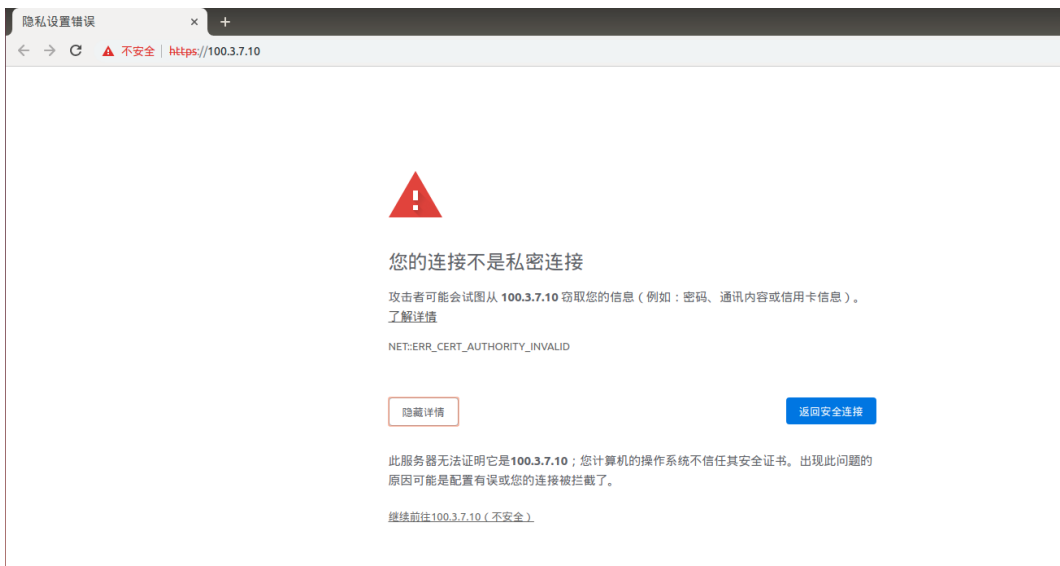 隐私设置错误
不安全 | https://100.3.7.10
您的连接不是私密连接
攻击者可能会试图从 100.3.7.10 窃取您的信息（例如：密码、通讯内容或信用卡信息）。
了解详情
NET::ERR_CERT_AUTHORITY_INVALID
隐藏详情 返回安全连接
此服务器无法证明它是100.3.7.10；您计算机的操作系统不信任其安全证书。出现此问题的
原因可能是配置有误或您的连接被拦截了。
继续前往100.3.7.10（不安全）